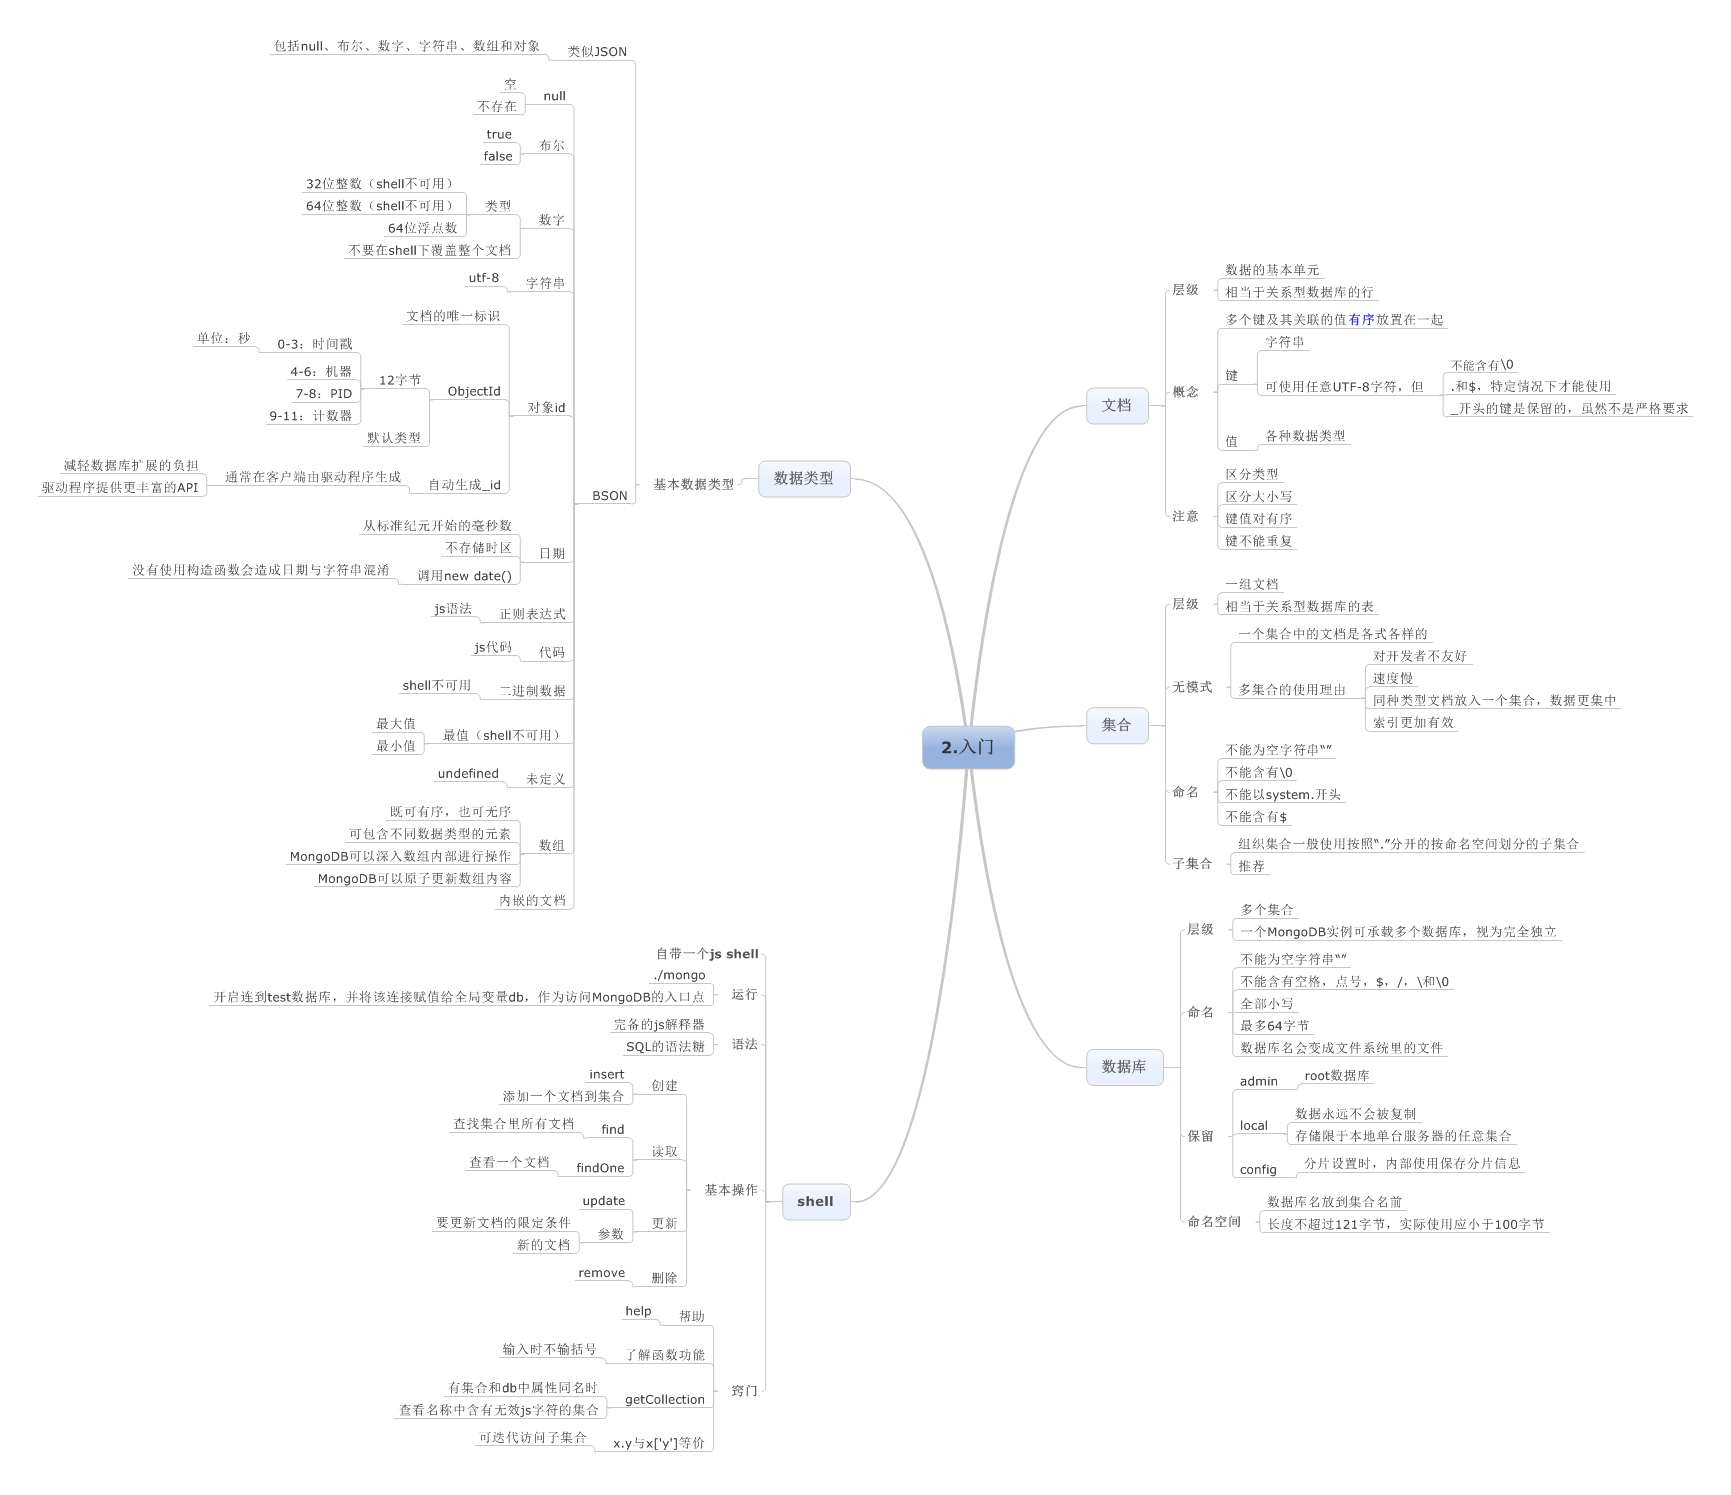 2.入门
文档
层级
数据的基本单元
相当于关系型数据库的行
概念
多个键及其关联的值有序放置在一起
键
字符串
可使用任意UTF-8字符，但
不能含有\0
.和$，特定情况下才能使用
_开头的键是保留的，虽然不是严格要求
值
各种数据类型
注意
区分类型
区分大小写
键值对有序
键不能重复
集合
层级
一组文档
相当于关系型数据库的表
无模式
一个集合中的文档是各式各样的
多集合的使用理由
对开发者不友好
速度慢
同种类型文档放入一个集合，数据更集中
索引更加有效
命名
不能为空字符串“”
不能含有\0
不能以system.开头
不能含有$
子集合
组织集合一般使用按照“.”分开的按命名空间划分的子集合
推荐
数据库
层级
多个集合
一个MongoDB实例可承载多个数据库，视为完全独立
命名
不能为空字符串“”
不能含有空格，点号，$，/，\和\0
全部小写
最多64字节
数据库名会变成文件系统里的文件
保留
admin
root数据库
local
数据永远不会被复制
存储限于本地单台服务器的任意集合
config
分片设置时，内部使用保存分片信息
命名空间
数据库名放到集合名前
长度不超过121字节，实际使用应小于100字节
数据类型
基本数据类型
类似JSON
包括null、布尔、数字、字符串、数组和对象
BSON
null
空
不存在
布尔
true
false
数字
类型
32位整数（shell不可用）
64位整数（shell不可用）
64位浮点数
不要在shell下覆盖整个文档
字符串
utf-8
对象id
文档的唯一标识
ObjectId
12字节
0-3：时间戳
单位：秒
4-6：机器
7-8：PID
9-11：计数器
默认类型
自动生成_id
通常在客户端由驱动程序生成
减轻数据库扩展的负担
驱动程序提供更丰富的API
日期
从标准纪元开始的毫秒数
不存储时区
调用new date()
没有使用构造函数会造成日期与字符串混淆
正则表达式
js语法
代码
js代码
二进制数据
shell不可用
最值（shell不可用）
最大值
最小值
未定义
undefined
数组
既可有序，也可无序
可包含不同数据类型的元素
MongoDB可以深入数组内部进行操作
MongoDB可以原子更新数组内容
内嵌的文档
shell
自带一个js shell
运行
./mongo
开启连到test数据库，并将该连接赋值给全局变量db，作为访问MongoDB的入口点
语法
完备的js解释器
SQL的语法糖
基本操作
创建
insert
添加一个文档到集合
读取
find
查找集合里所有文档
findOne
查看一个文档
更新
update
参数
要更新文档的限定条件
新的文档
删除
remove
窍门
帮助
help
了解函数功能
输入时不输括号
getCollection
有集合和db中属性同名时
查看名称中含有无效js字符的集合
x.y与x['y']等价
可迭代访问子集合